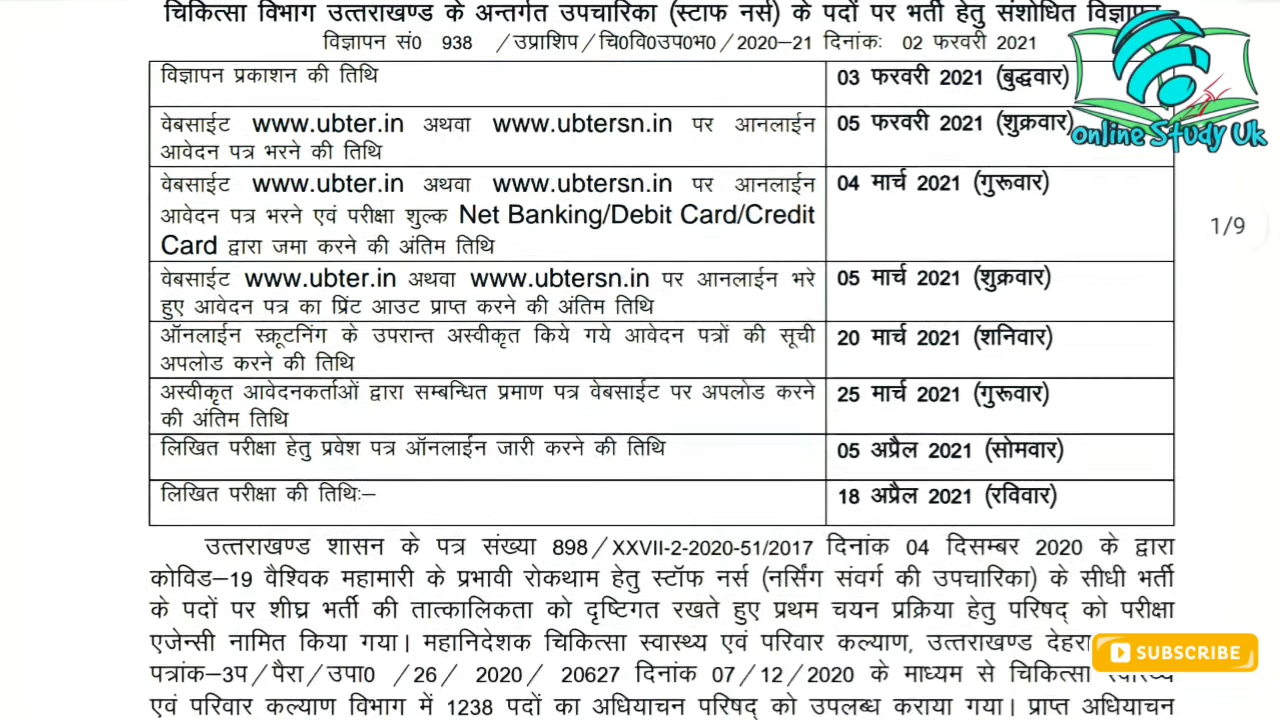 चिकित्सा विभाग उत्तराखण्ड के अन्तर्गत उपचारिका (स्टाफ नर्स) के पदों पर भर्ती हेतु संशोधित विज्ञापन
विज्ञापन सं0 938 /उप्राशिप/चि0वि0उप0भ0/2020-21 दिनांकः 02 फरवरी 2021
विज्ञापन प्रकाशन की तिथि
03 फरवरी 2021 (बुद्धवार)
वेबसाईट www.ubter.in अथवा www.ubtersn.in पर आनलाईन
आवेदन पत्र भरने की तिथि
05 फरवरी 2021 (शुक्रवार)
Online Study Uk
वेबसाईट www.ubter.in अथवा www.ubtersn.in पर आनलाईन
आवेदन पत्र भरने एवं परीक्षा शुल्क Net Banking/Debit Card/Credit
Card द्वारा जमा करने की अंतिम तिथि
04 मार्च 2021 (गुरूवार)
1/9
वेबसाईट www.ubter.in अथवा www.ubtersn.in पर आनलाईन भरे
हुए आवेदन पत्र का प्रिंट आउट प्राप्त करने की अंतिम तिथि
05 मार्च 2021 (शुक्रवार)
ऑनलाईन स्क्रूटनिंग के उपरान्त अस्वीकृत किये गये आवेदन पत्रों की सूची
अपलोड करने की तिथि
20 मार्च 2021 (शनिवार)
अस्वीकृत आवेदनकर्ताओं द्वारा सम्बन्धित प्रमाण पत्र वेबसाईट पर अपलोड करने
की अंतिम तिथि
25 मार्च 2021 (गुरूवार)
लिखित परीक्षा हेतु प्रवेश पत्र ऑनलाईन जारी करने की तिथि
05 अप्रैल 2021 (सोमवार)
लिखित परीक्षा की तिथिः–
18 अप्रैल 2021 (रविवार)
उत्तराखण्ड शासन के पत्र संख्या 898/XXVII-2-2020-51/2017 दिनांक 04 दिसम्बर 2020 के द्वारा
कोविड–19 वैश्विक महामारी के प्रभावी रोकथाम हेतु स्टॉफ नर्स (नर्सिंग संवर्ग की उपचारिका) के सीधी भर्ती
के पदों पर शीघ्र भर्ती की तात्कालिकता को दृष्टिगत रखते हुए प्रथम चयन प्रक्रिया हेतु परिषद् को परीक्षा
एजेन्सी नामित किया गया। महानिदेशक चिकित्सा स्वास्थ्य एवं परिवार कल्याण, उत्तराखण्ड
SUBSCRIBE
पत्रांक–3प/पैरा/उपा0 /26/ 2020/ 20627 दिनांक 07/12/2020 के माध्यम से चिकित्सा
एवं परिवार कल्याण विभाग में 1238 पदों का अधियाचन परिषद् को उपलब्ध कराया गया। प्राप्त अधियाचन